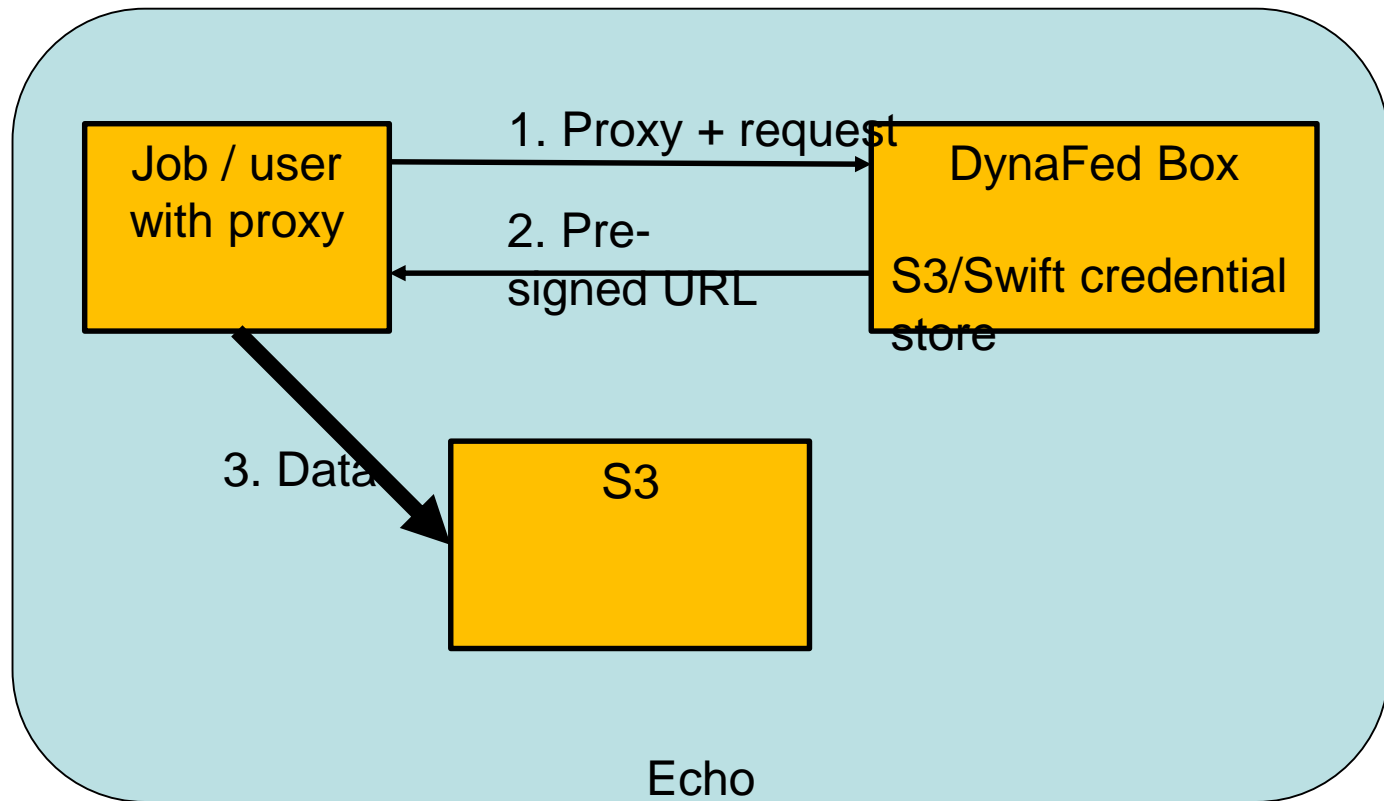 Job / user
with proxy
1. Proxy + request
2. Pre-
signed URL
DynaFed Box
S3/Swift credential
store
3. Data
S3
Echo